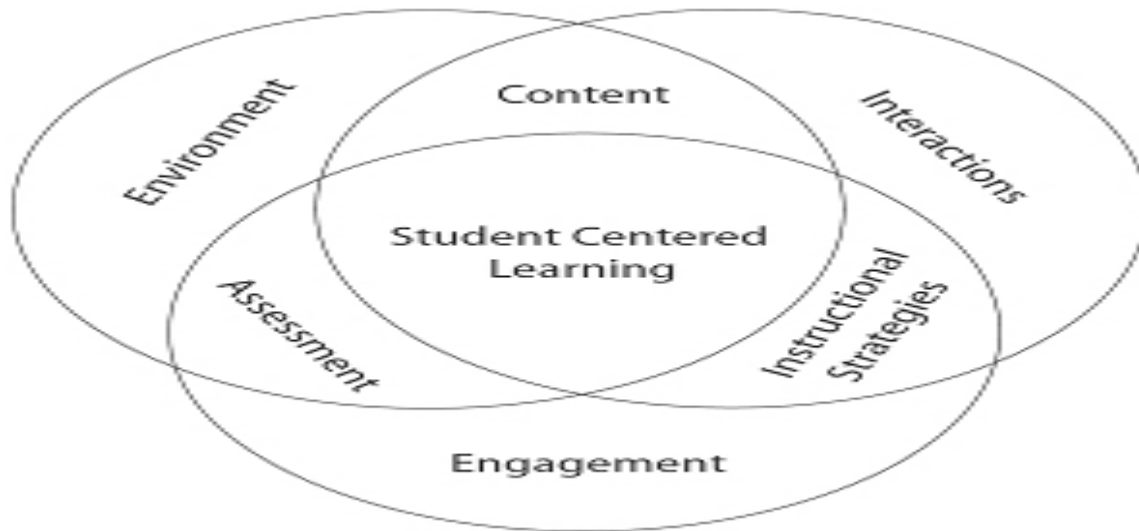 Environment
Content
Interactions
Student Centered
Learning
Assessment
Instructional
Strategies
Engagement